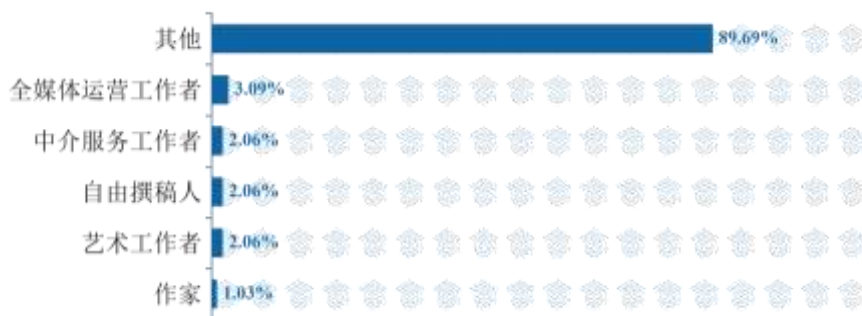 其他 89.69%
全媒体运营工作者 3.09%
中介服务工作者 2.06%
自由撰稿人 2.06%
艺术工作者 2.06%
作家 1.03%